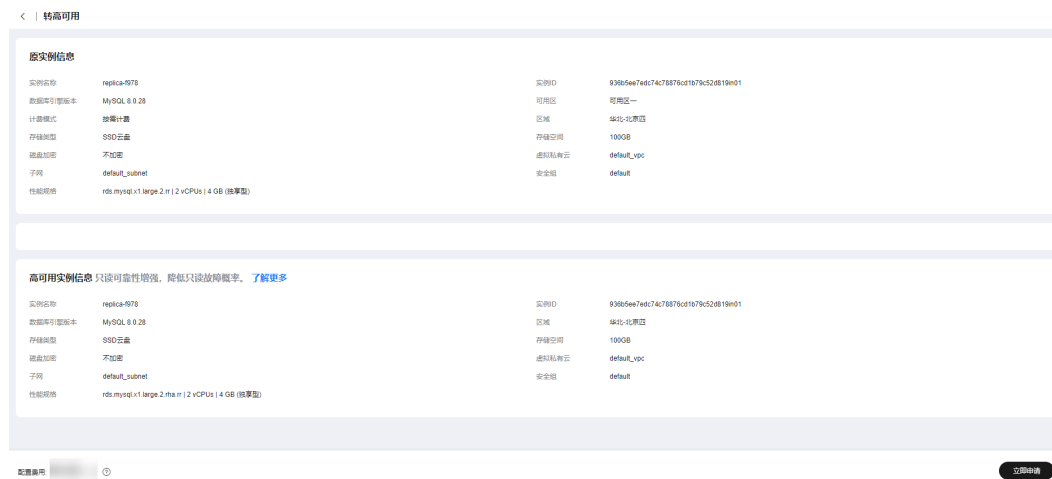 < | 转高可用
原实例信息
实例名称 replica-f978 实例ID 936b5ee7edc74c78876cd1b79c52d819in01
数据库引擎版本 MySQL 8.0.28 可用区 可用区一
计费模式 按需计费 区域 华北-北京四
存储类型 SSD云盘 存储空间 100GB
磁盘加密 不加密 虚拟私有云 default_vpc
子网 default_subnet 安全组 default
性能规格 rds.mysql.x1.large.2.rr | 2 vCPUs | 4 GB (独享型)
高可用实例信息 只读可靠性增强，降低只读故障概率。 了解更多
实例名称 replica-f978 实例ID 936b5ee7edc74c78876cd1b79c52d819in01
数据库引擎版本 MySQL 8.0.28 区域 华北-北京四
存储类型 SSD云盘 存储空间 100GB
磁盘加密 不加密 虚拟私有云 default_vpc
子网 default_subnet 安全组 default
性能规格 rds.mysql.x1.large.2.rha.rr | 2 vCPUs | 4 GB (独享型)
配置费用 ?
立即申请